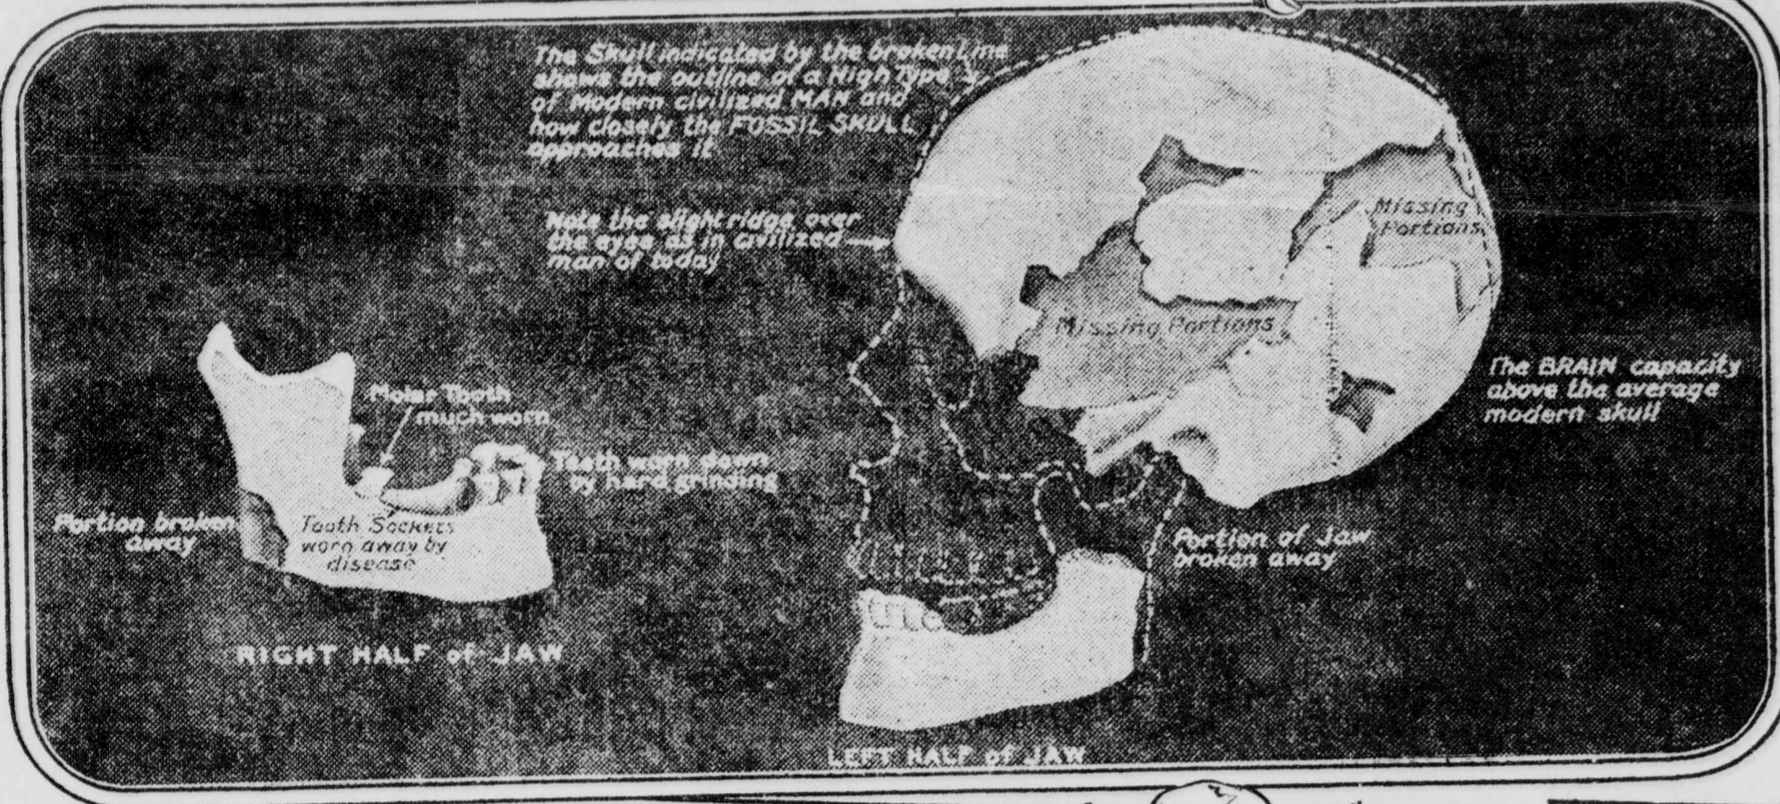 The Skull indicated by the broken Line
shows the outline of a High Type
of Modern civilized MAN and
how closely the FOSSIL SKULL
approaches it
Note the slight ridge over
the eyes as in civilized
man of today
Missing
Portions
Missing Portions
The BRAIN capacity
above the average
modern skull
Molar Tooth
much worn
Teeth worn down
by hard grinding
Portion broken
away
Tooth Sockets
worn away by
disease
Portion of Jaw
broken away
RIGHT HALF of JAW
LEFT HALF of JAW